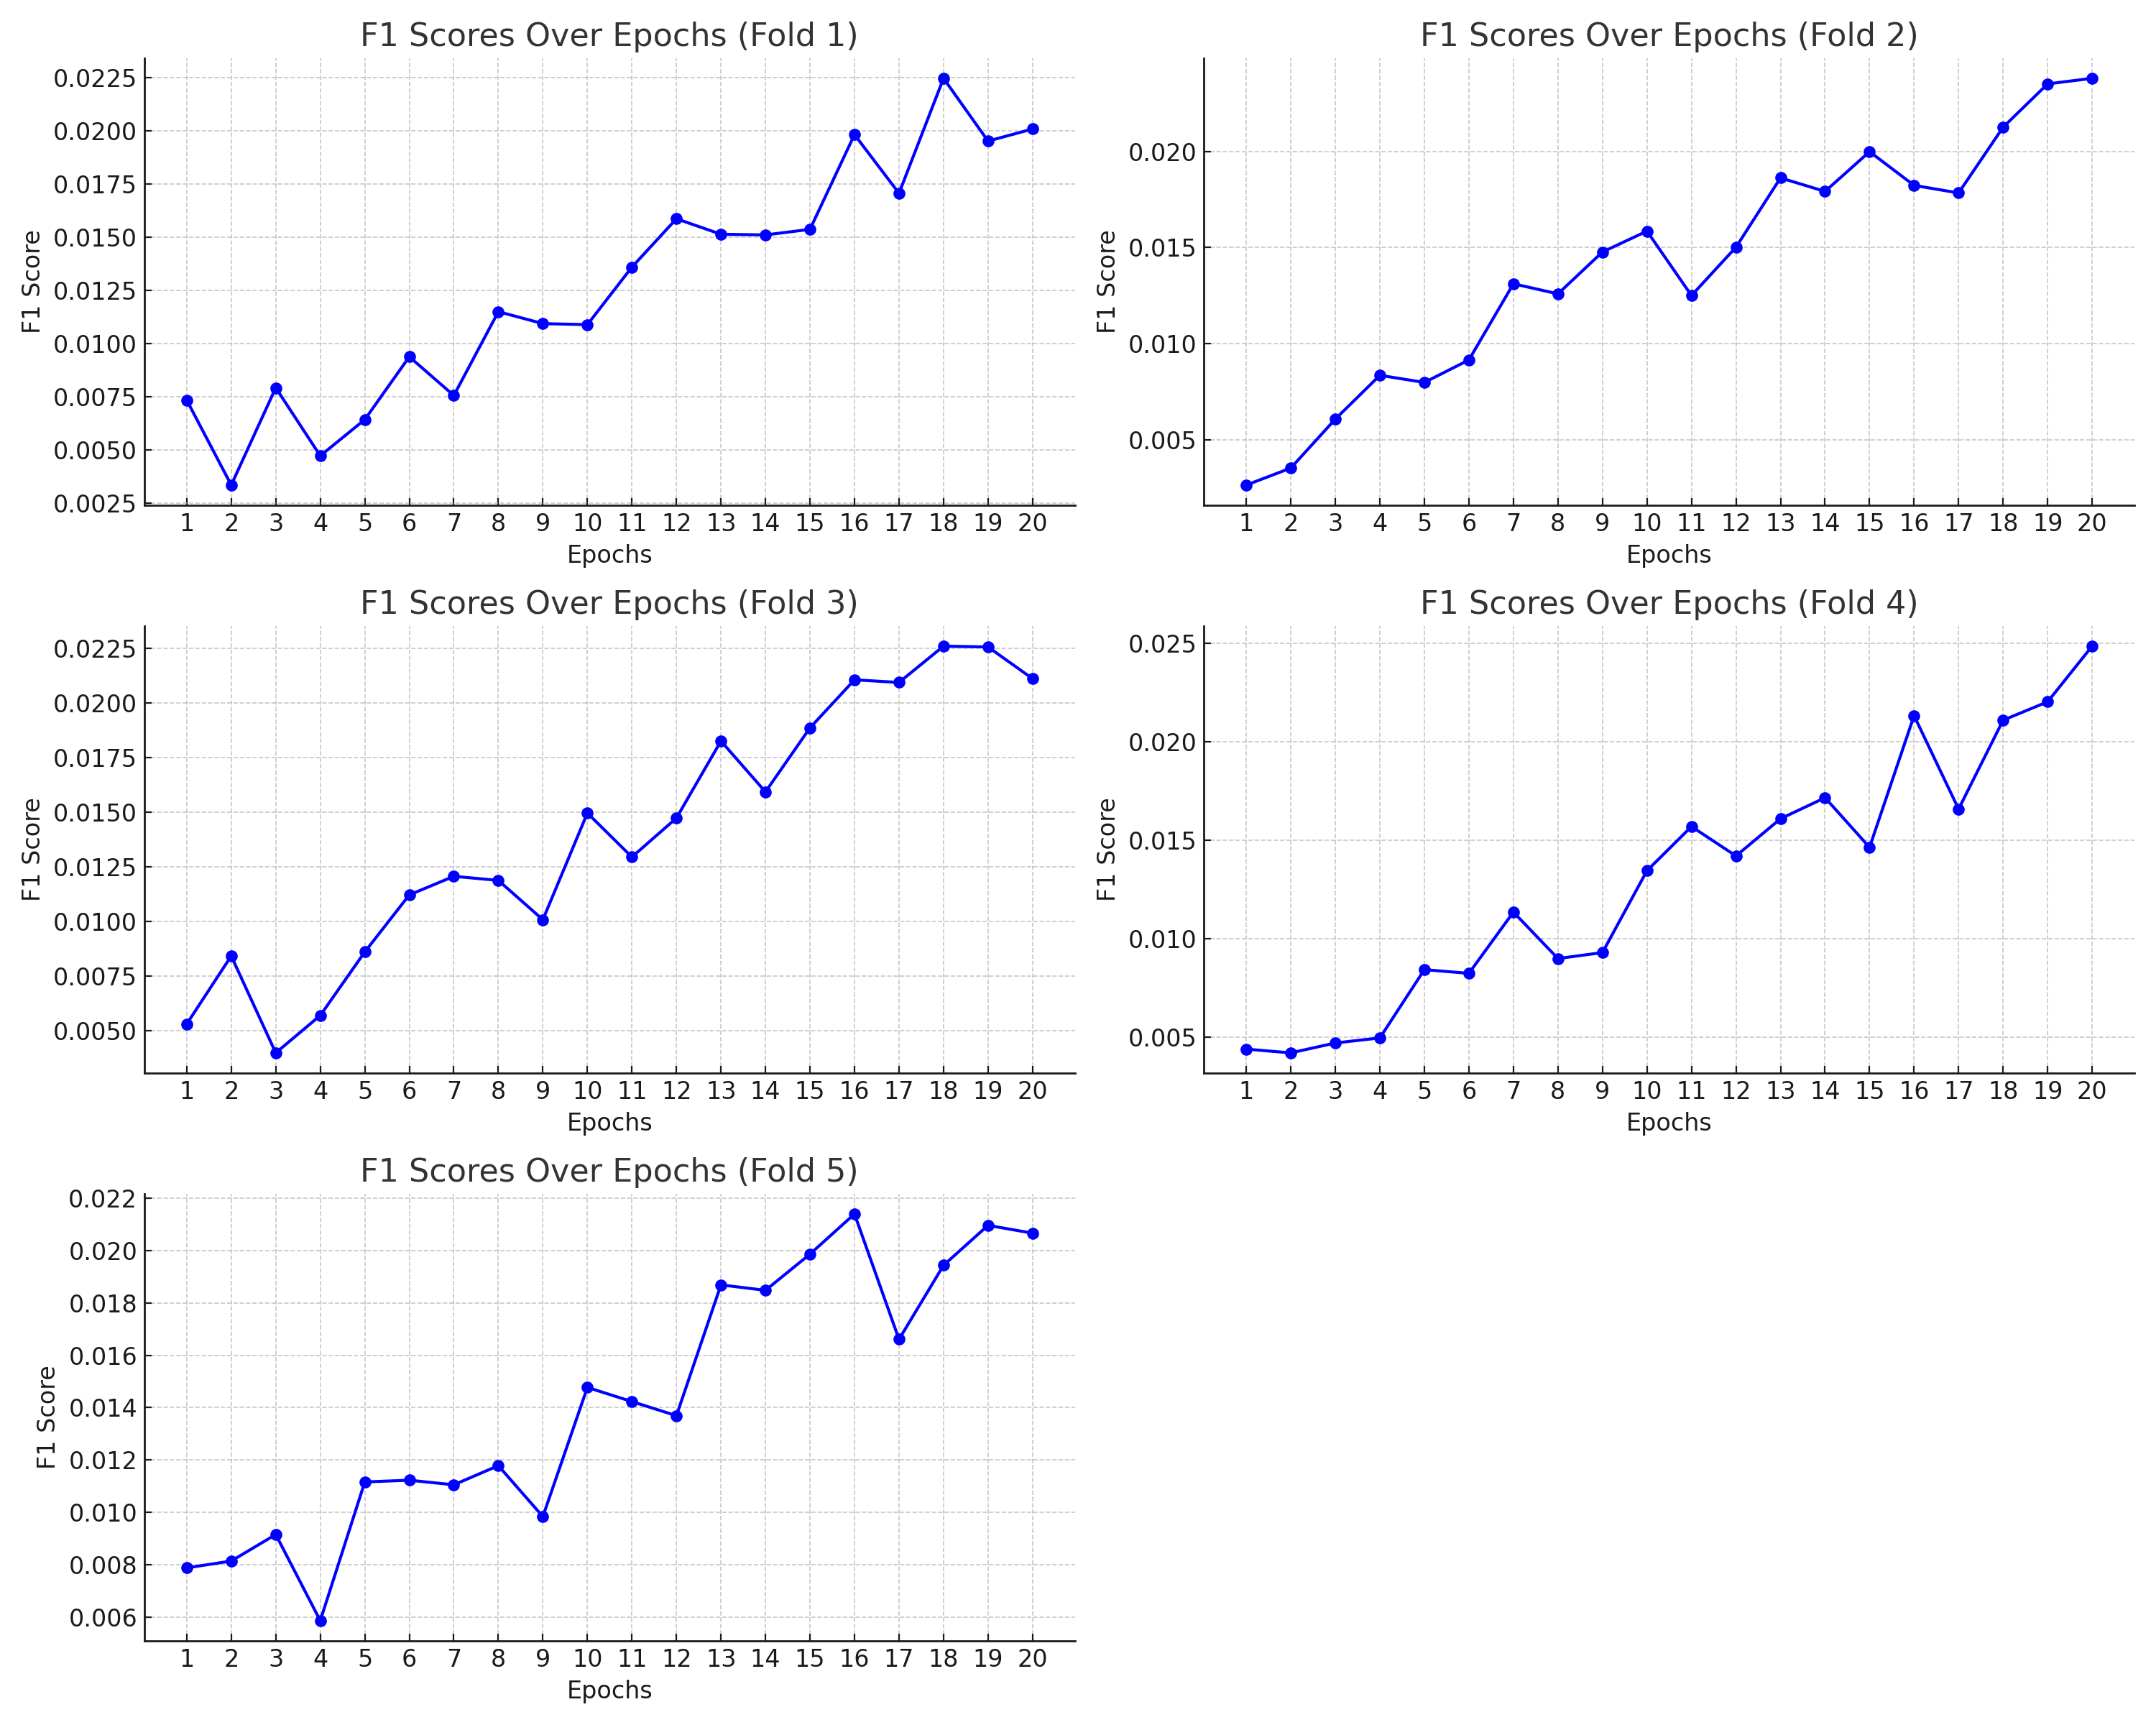 F1 Scores Over Epochs (Fold 1)
F1 Score
0.0225
0.0200
0.0175
0.0150
0.0125
0.0100
0.0075
0.0050
0.0025
1 2 3 4 5 6 7 8 9 10 11 12 13 14 15 16 17 18 19 20
Epochs
F1 Scores Over Epochs (Fold 2)
F1 Score
0.020
0.015
0.010
0.005
1 2 3 4 5 6 7 8 9 10 11 12 13 14 15 16 17 18 19 20
Epochs
F1 Scores Over Epochs (Fold 3)
F1 Score
0.0225
0.0200
0.0175
0.0150
0.0125
0.0100
0.0075
0.0050
1 2 3 4 5 6 7 8 9 10 11 12 13 14 15 16 17 18 19 20
Epochs
F1 Scores Over Epochs (Fold 4)
F1 Score
0.025
0.020
0.015
0.010
0.005
1 2 3 4 5 6 7 8 9 10 11 12 13 14 15 16 17 18 19 20
Epochs
F1 Scores Over Epochs (Fold 5)
F1 Score
0.022
0.020
0.018
0.016
0.014
0.012
0.010
0.008
0.006
1 2 3 4 5 6 7 8 9 10 11 12 13 14 15 16 17 18 19 20
Epochs